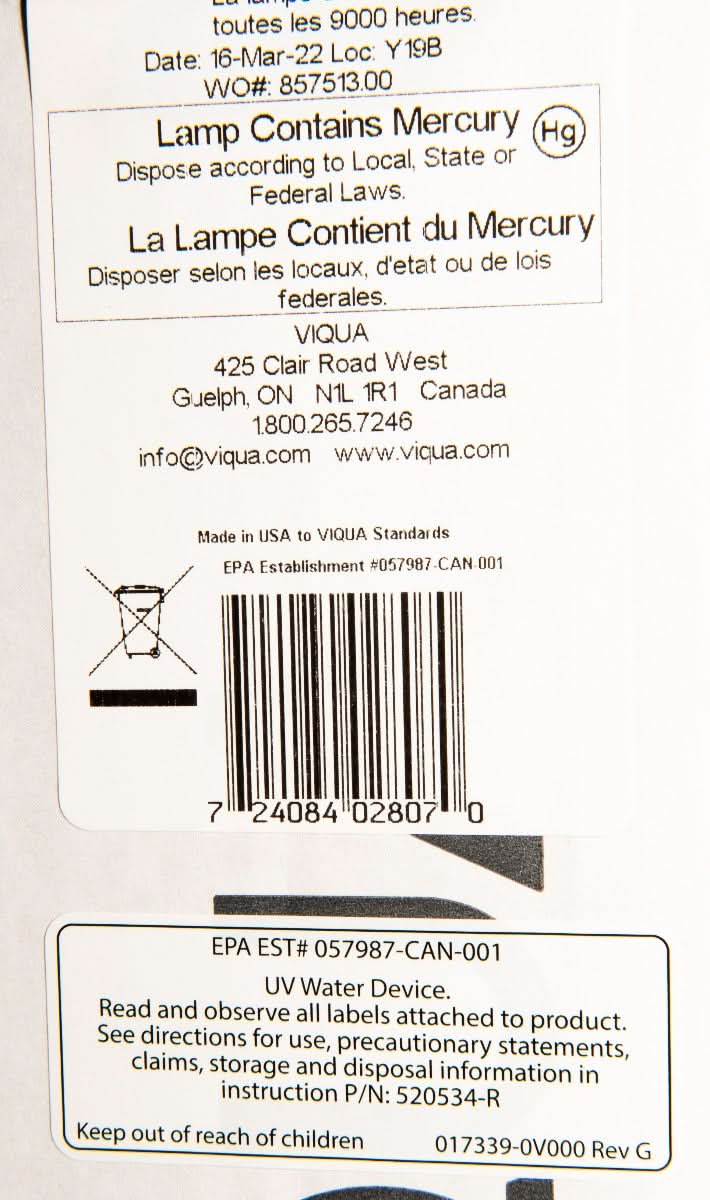 toutes les 9000 heures.
Date: 16-Mar-22 Loc: Y19B
WO#: 857513.00
Lamp Contains Mercury Hg
Dispose according to Local, State or
Federal Laws.
La Lampe Contient du Mercury
Disposer selon les locaux, d'etat ou de lois
federales.
VIQUA
425 Clair Road West
Guelph, ON N1L 1R1 Canada
1.800.265.7246
info@viqua.com www.viqua.com
Made in USA to VIQUA Standards
EPA Establishment #057987-CAN-001
7 24084 02807 0
EPA EST# 057987-CAN-001
UV Water Device.
Read and observe all labels attached to product.
See directions for use, precautionary statements,
claims, storage and disposal information in
instruction P/N: 520534-R
Keep out of reach of children 017339-0V000 Rev G